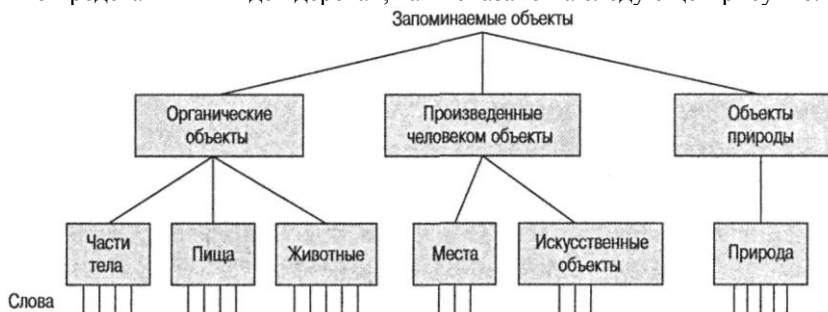 Запоминаемые объекты
Органические
объекты
Произведенные
человеком объекты
Объекты
природы
Части
тела
Пища
Животные
Места
Искусственные
объекты
Природа
Слова